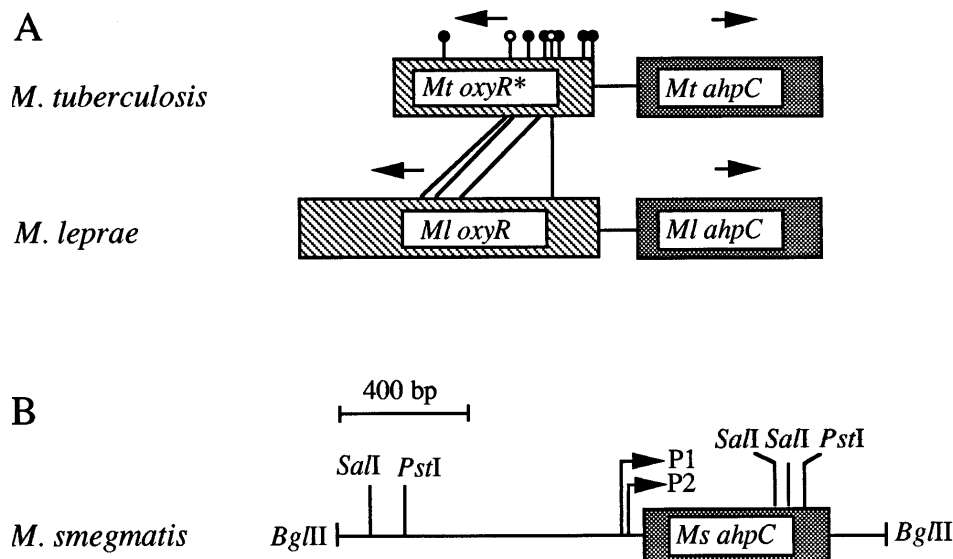 A
M. tuberculosis
Mt oxyR*
Mt ahpC
M. leprae
Ml oxyR
Ml ahpC
B
400 bp
SalI PstI
P1
P2
SalI SalI PstI
M. smegmatis
BglII
Ms ahpC
BglII